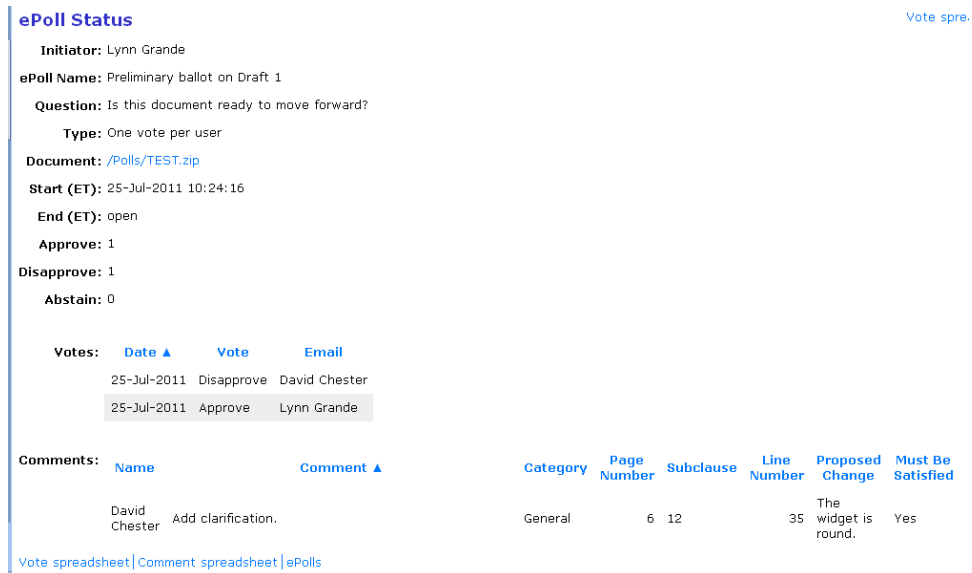 ePoll Status
Vote spre
Initiator: Lynn Grande
ePoll Name: Preliminary ballot on Draft 1
Question: Is this document ready to move forward?
Type: One vote per user
Document: /Polls/TEST.zip
Start (ET): 25-Jul-2011 10:24:16
End (ET): open
Approve: 1
Disapprove: 1
Abstain: 0
Votes: Date ▲ Vote Email
25-Jul-2011 Disapprove David Chester
25-Jul-2011 Approve Lynn Grande
Comments: Name Comment ▲ Category Page Number Subclause Line Number Proposed Change Must Be Satisfied
David Chester Add clarification. General 6 12 35 The widget is round. Yes
Vote spreadsheet | Comment spreadsheet | ePolls